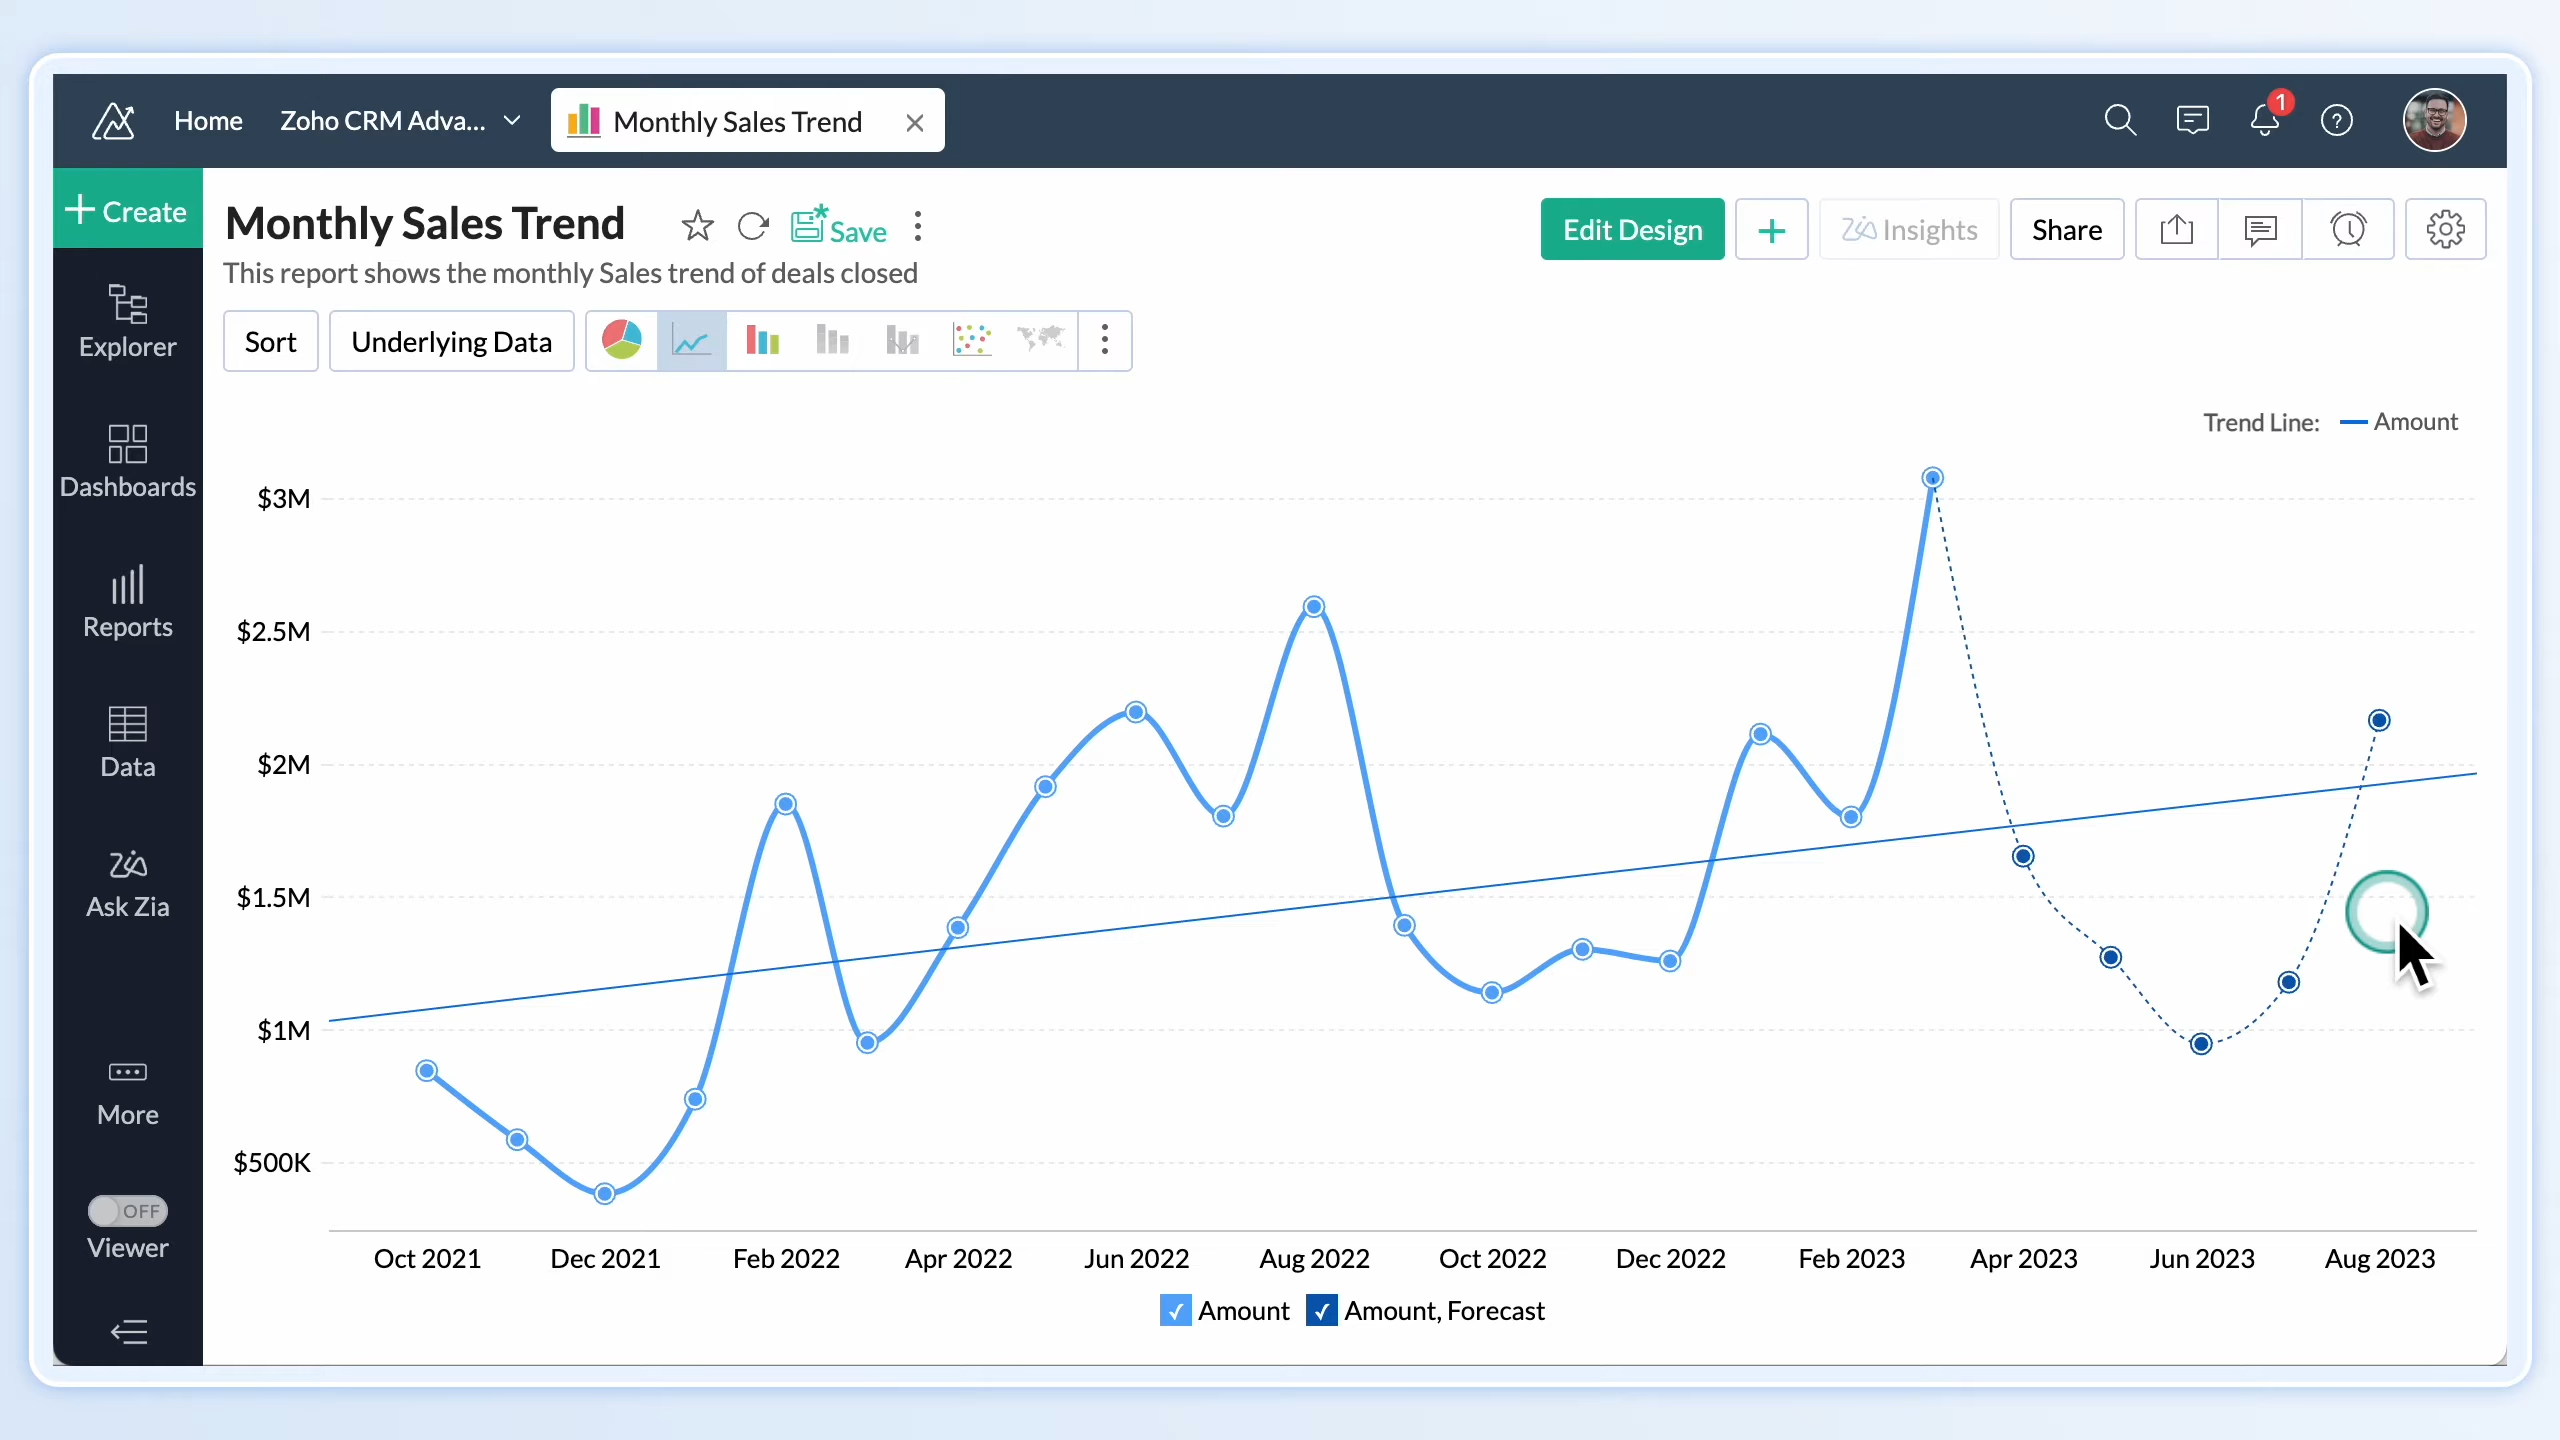 Home
Zoho CRM Adva...
Monthly Sales Trend
1
?
+ Create
Monthly Sales Trend
Save
Edit Design
+
Zia Insights
Share
This report shows the monthly Sales trend of deals closed
Explorer
Sort
Underlying Data
Trend Line: Amount
Dashboards
Reports
Data
Zia
Ask Zia
More
OFF
Viewer
$3M
$2.5M
$2M
$1.5M
$1M
$500K
Oct 2021 Dec 2021 Feb 2022 Apr 2022 Jun 2022 Aug 2022 Oct 2022 Dec 2022 Feb 2023 Apr 2023 Jun 2023 Aug 2023
Amount Amount, Forecast